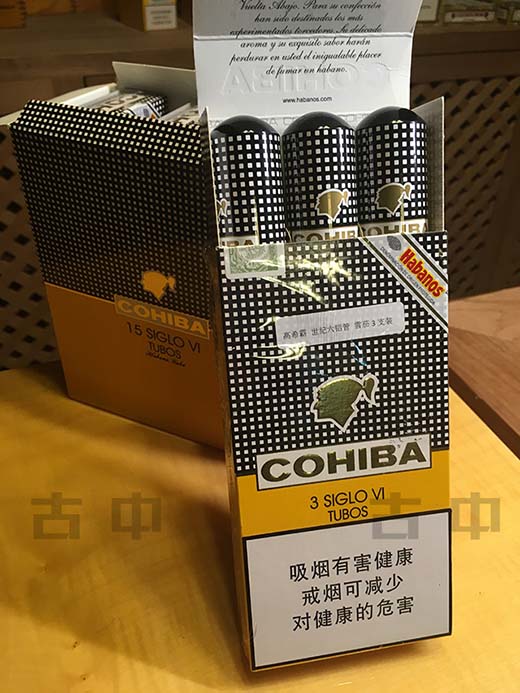 Vuelta Abajo. Para su confección
han sido destinados los más
experimentados torcedores. Su delicado
aroma y su exquisito sabor harán
perdurar en usted el inigualable placer
de fumar un habano.
COHIBA
www.habanos.com
COHIBA
COHIBA
15 SIGLO VI
TUBOS
Habanos
高希霸 世纪六铝管 雪茄3支装
COHIBA
3 SIGLO VI
TUBOS
吸烟有害健康
戒烟可减少
对健康的危害
古中
古中